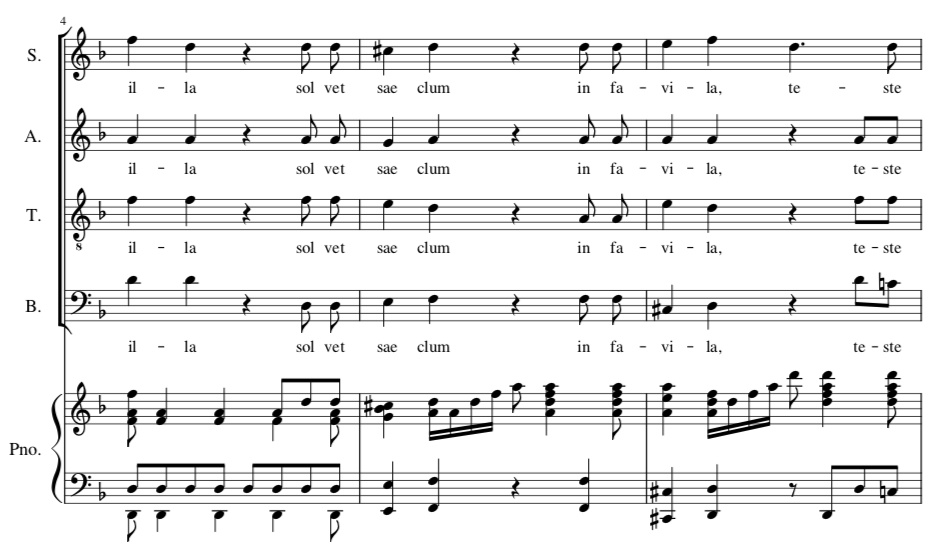 4
S.
il – la sol vet sae clum in fa – vi – la, te – ste
A.
il – la sol vet sae clum in fa – vi – la, te – ste
T.
8
il – la sol vet sae clum in fa – vi – la, te – ste
B.
il – la sol vet sae clum in fa – vi – la, te – ste
Pno.